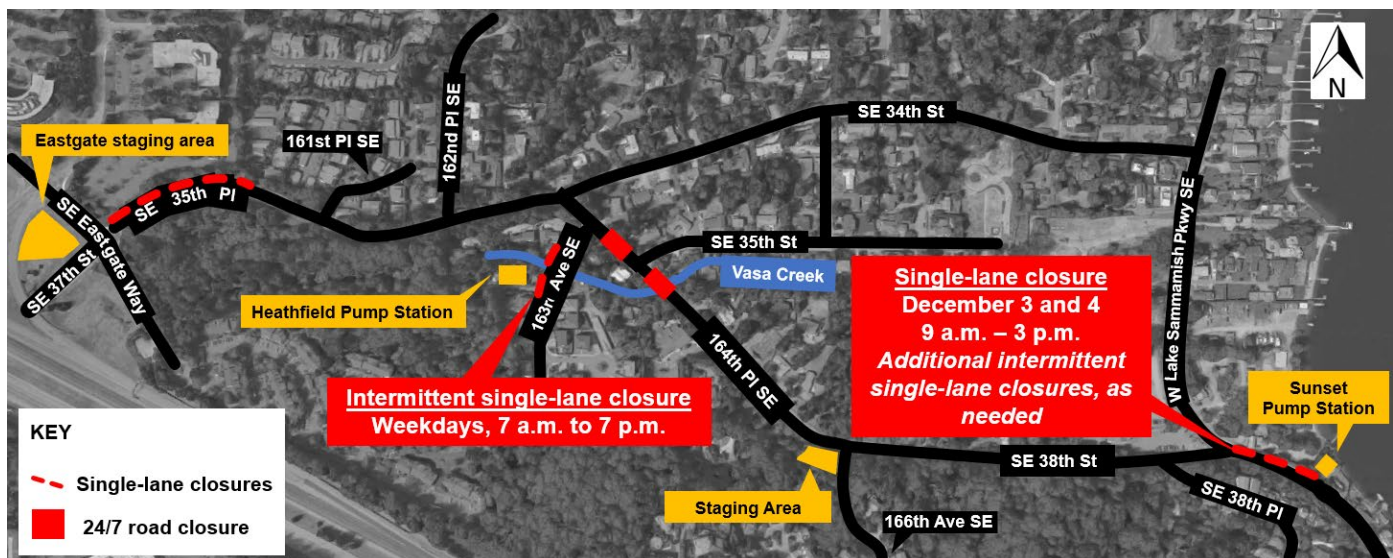 N
SE 34th St
162nd Pl SE
161st Pl SE
Eastgate staging area
SE 35th Pl
SE Eastgate Way
SE 37th St
W Lake Sammamish Pkwy SE
SE 35th St
163rd Ave SE
Vasa Creek
Heathfield Pump Station
Single-lane closure
December 3 and 4
9 a.m. – 3 p.m.
Additional intermittent
single-lane closures, as
needed
164th Pl SE
Intermittent single-lane closure
Weekdays, 7 a.m. to 7 p.m.
Sunset
Pump Station
SE 38th St
SE 38th Pl
Staging Area
166th Ave SE
KEY
Single-lane closures
24/7 road closure